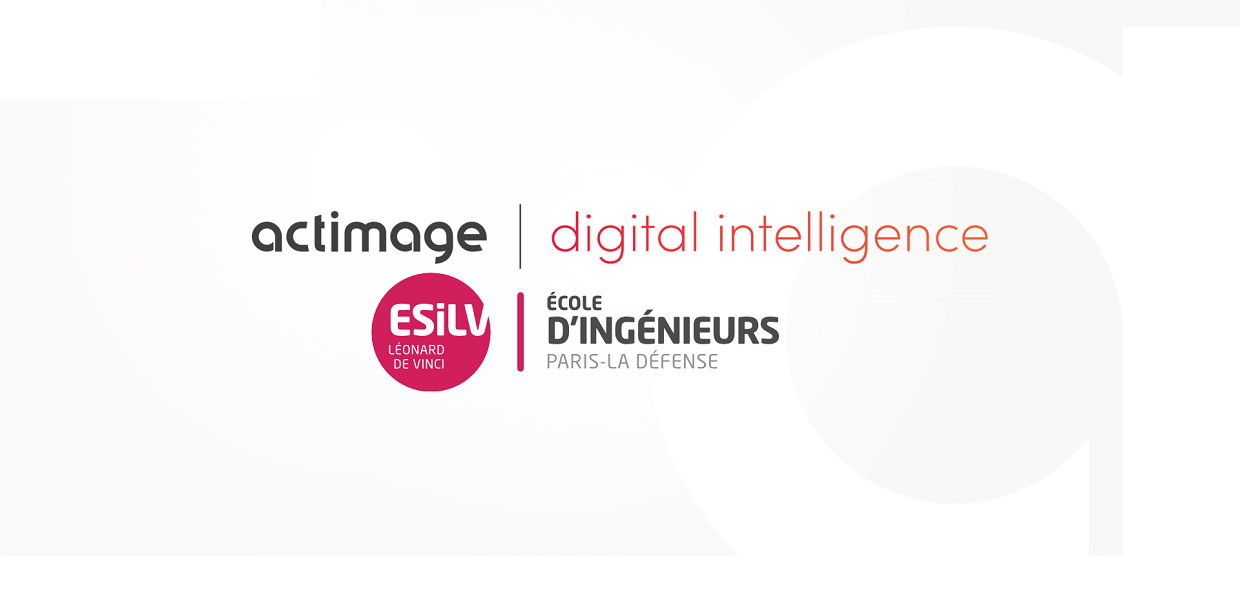 actimage | digital intelligence
ESiLV
LÉONARD
DE VINCI
ÉCOLE
D'INGÉNIEURS
PARIS-LA DÉFENSE